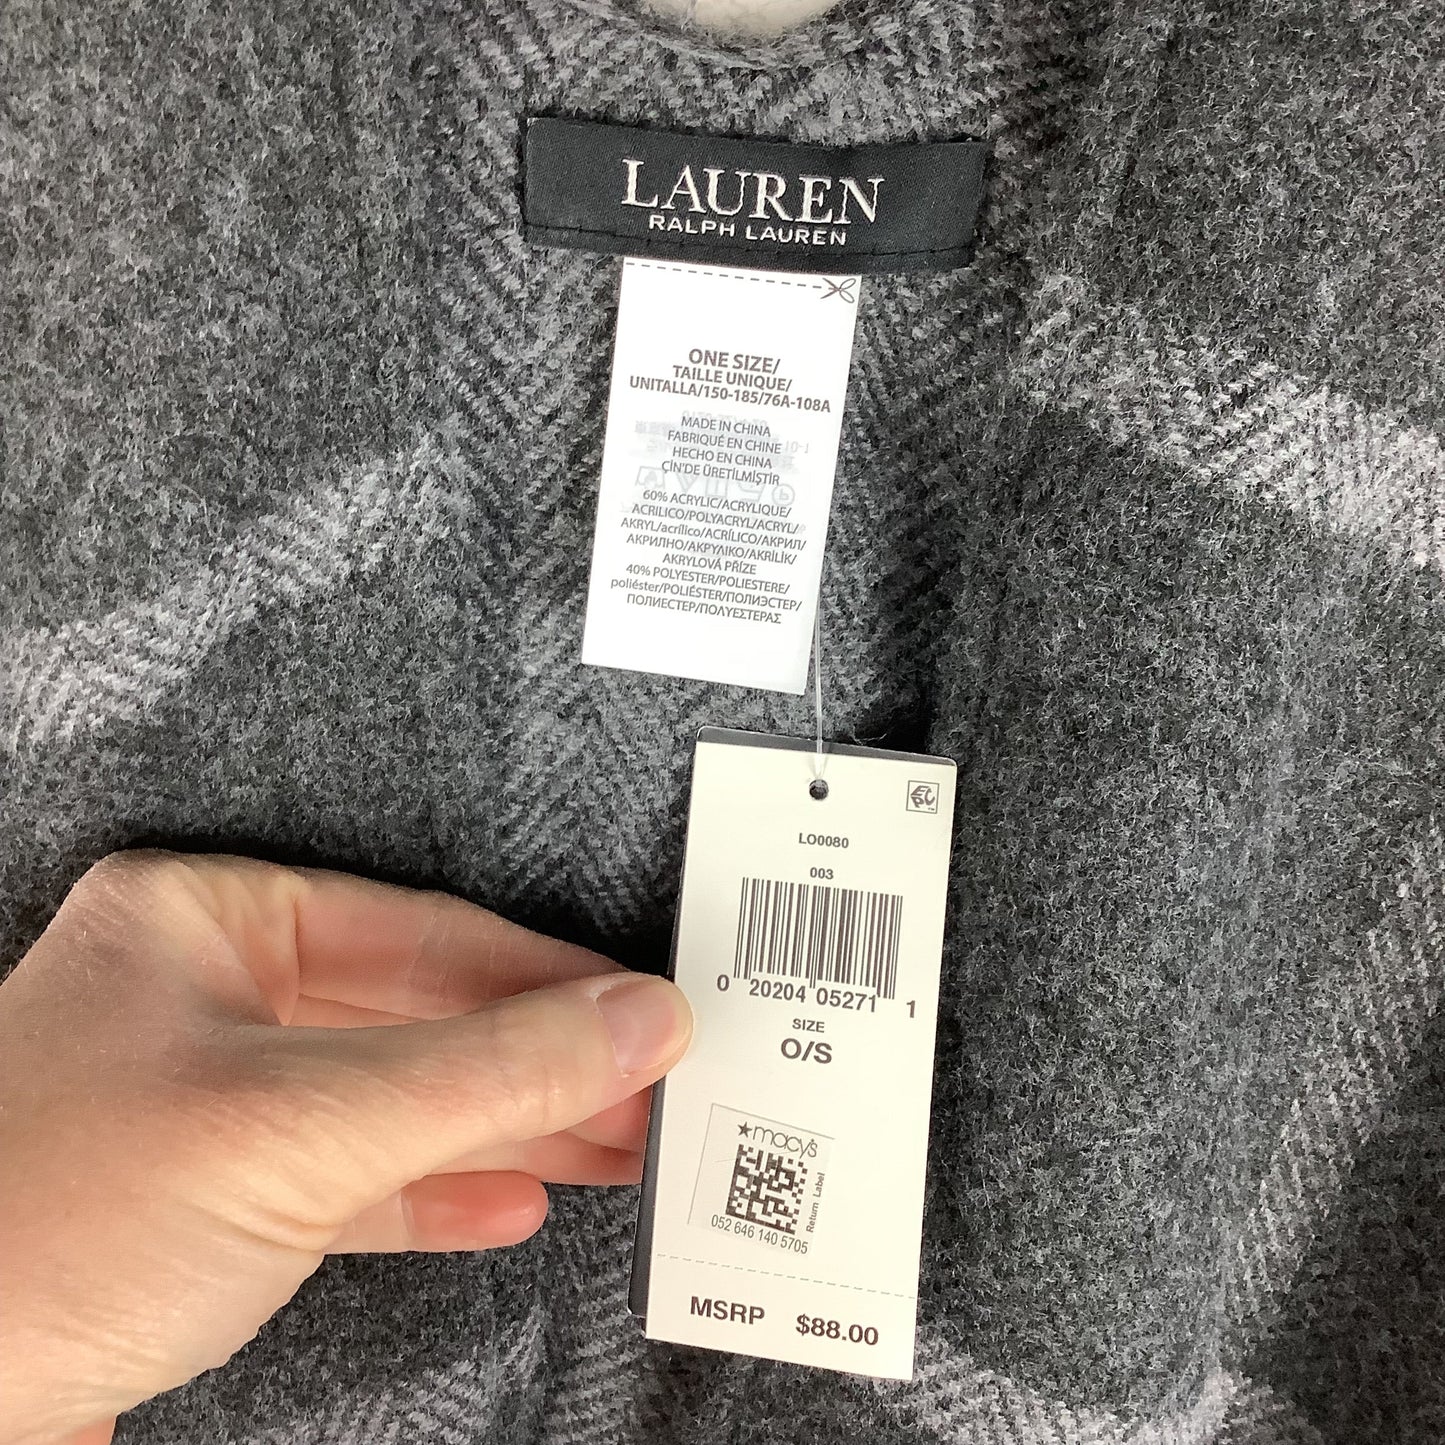 LAUREN
RALPH LAUREN
ONE SIZE/
TAILLE UNIQUE/
UNITALLA/150-185/76A-108A
MADE IN CHINA
FABRIQUÉ EN CHINE
HECHO EN CHINA
ÇİN'DE ÜRETİLMİŞTİR
60% ACRYLIC/ACRYLIQUE/
ACRILICO/POLYACRYL/ACRYL/
AKRYL/acrílico/ACRÍLICO/АКРИЛ/
АКРИЛНО/ΑΚΡΥΛΙΚΟ/AKRİLİK/
AKRYLOVÁ PŘÍZE
40% POLYESTER/POLIESTERE/
poliéster/POLIÉSTER/ПОЛИЭСТЕР/
ПОЛИЕСТЕР/ΠΟΛΥΕΣΤΕΡΑΣ
LO0080
003
0 20204 05271 1
SIZE
O/S
★macy's
Return Label
052 646 140 5705
MSRP $88.00